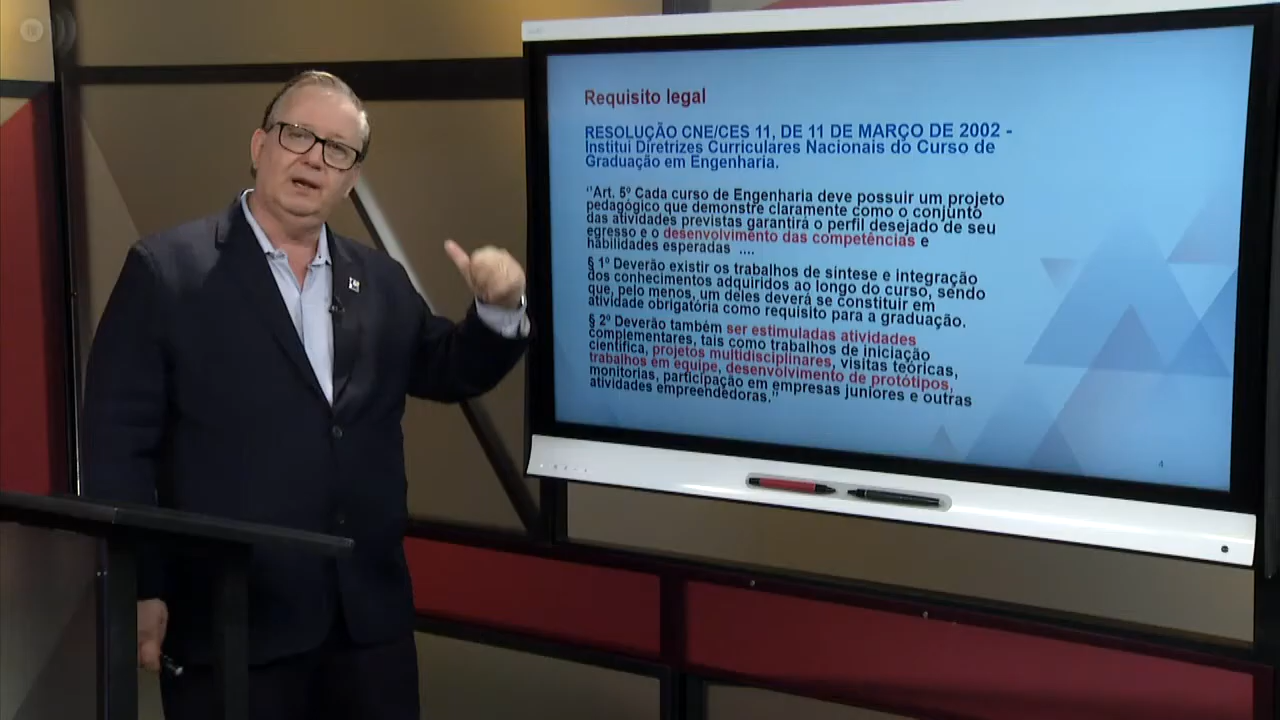 Requisito legal
RESOLUÇÃO CNE/CES 11, DE 11 DE MARÇO DE 2002 -
Institui Diretrizes Curriculares Nacionais do Curso de
Graduação em Engenharia.
"Art. 5º Cada curso de Engenharia deve possuir um projeto
pedagógico que demonstre claramente como o conjunto
das atividades previstas garantirá o perfil desejado de seu
egresso e o desenvolvimento das competências e
habilidades esperadas ....
§ 1º Deverão existir os trabalhos de síntese e integração
dos conhecimentos adquiridos ao longo do curso, sendo
que, pelo menos, um deles deverá se constituir em
atividade obrigatória como requisito para a graduação.
§ 2º Deverão também ser estimuladas atividades
complementares, tais como trabalhos de iniciação
científica, projetos multidisciplinares, visitas teóricas,
trabalhos em equipe, desenvolvimento de protótipos,
monitorias, participação em empresas juniores e outras
atividades empreendedoras."
4